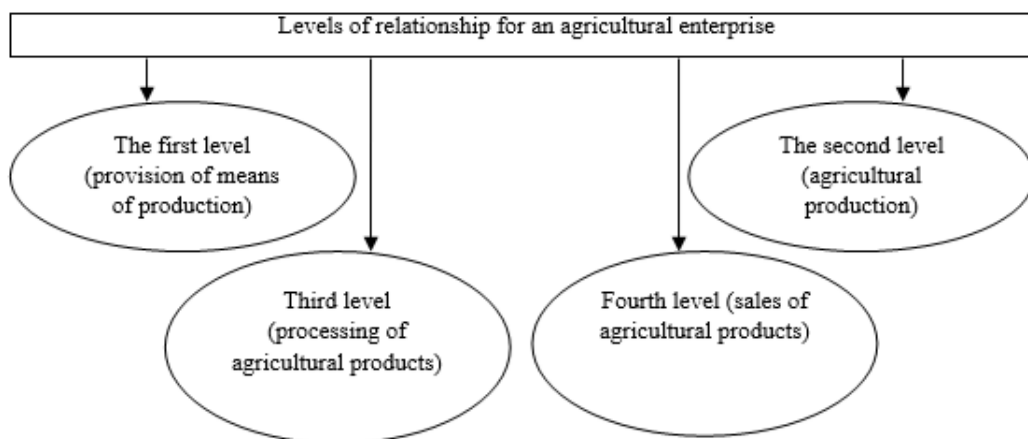 Levels of relationship for an agricultural enterprise
The first level
(provision of means
of production)
The second level
(agricultural
production)
Third level
(processing of
agricultural products)
Fourth level (sales of
agricultural products)